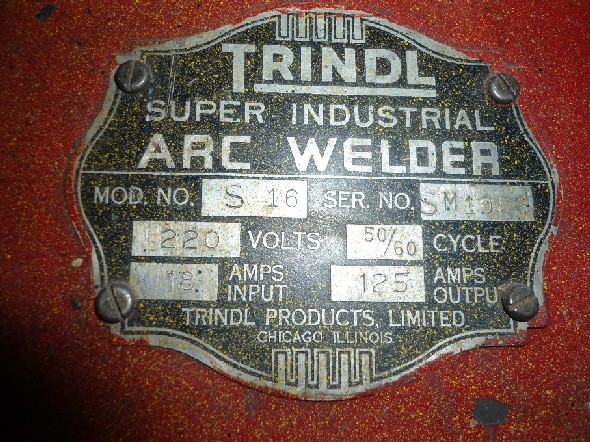 TRINDL
SUPER INDUSTRIAL
ARC WELDER
MOD. NO. S 16 SER. NO.
220 VOLTS 50/60 CYCLE
18 AMPS INPUT 125 AMPS OUTPUT
TRINDL PRODUCTS, LIMITED
CHICAGO ILLINOIS